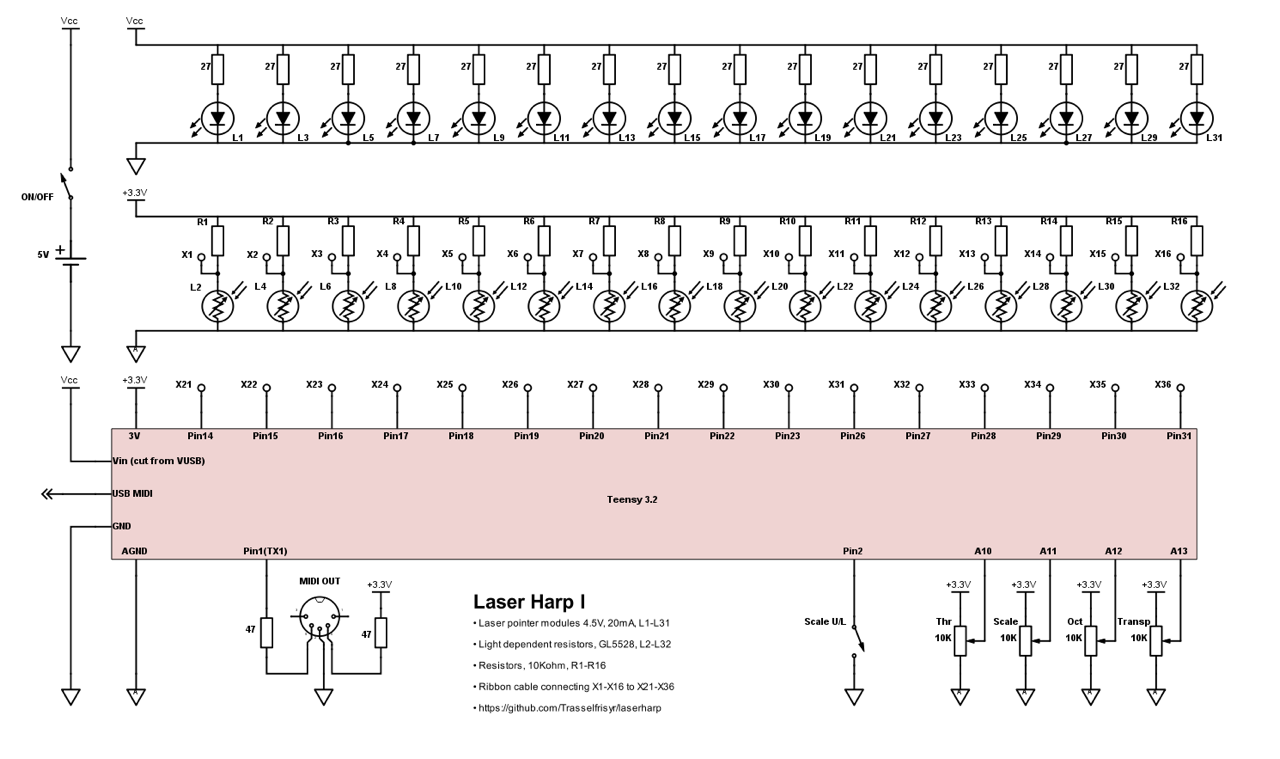 Vcc Vcc
27 27 27 27 27 27 27 27 27 27 27 27 27 27 27 27
L1 L3 L5 L7 L9 L11 L13 L15 L17 L19 L21 L23 L25 L27 L29 L31
ON/OFF
+3.3V
R1 R2 R3 R4 R5 R6 R7 R8 R9 R10 R11 R12 R13 R14 R15 R16
5V +
X1 X2 X3 X4 X5 X6 X7 X8 X9 X10 X11 X12 X13 X14 X15 X16
L2 L4 L6 L8 L10 L12 L14 L16 L18 L20 L22 L24 L26 L28 L30 L32
A
Vcc +3.3V X21 X22 X23 X24 X25 X26 X27 X28 X29 X30 X31 X32 X33 X34 X35 X36
3V Pin14 Pin15 Pin16 Pin17 Pin18 Pin19 Pin20 Pin21 Pin22 Pin23 Pin26 Pin27 Pin28 Pin29 Pin30 Pin31
Vin (cut from VUSB)
USB MIDI
Teensy 3.2
GND
AGND Pin1(TX1) Pin2 A10 A11 A12 A13
MIDI OUT
+3.3V +3.3V +3.3V +3.3V +3.3V
47 47
Laser Harp I
• Laser pointer modules 4.5V, 20mA, L1-L31
• Light dependent resistors, GL5528, L2-L32
• Resistors, 10Kohm, R1-R16
• Ribbon cable connecting X1-X16 to X21-X36
• https://github.com/Trasselfrisyr/laserharp
Scale U/L Thr Scale Oct Transp
10K 10K 10K 10K
A A A A A